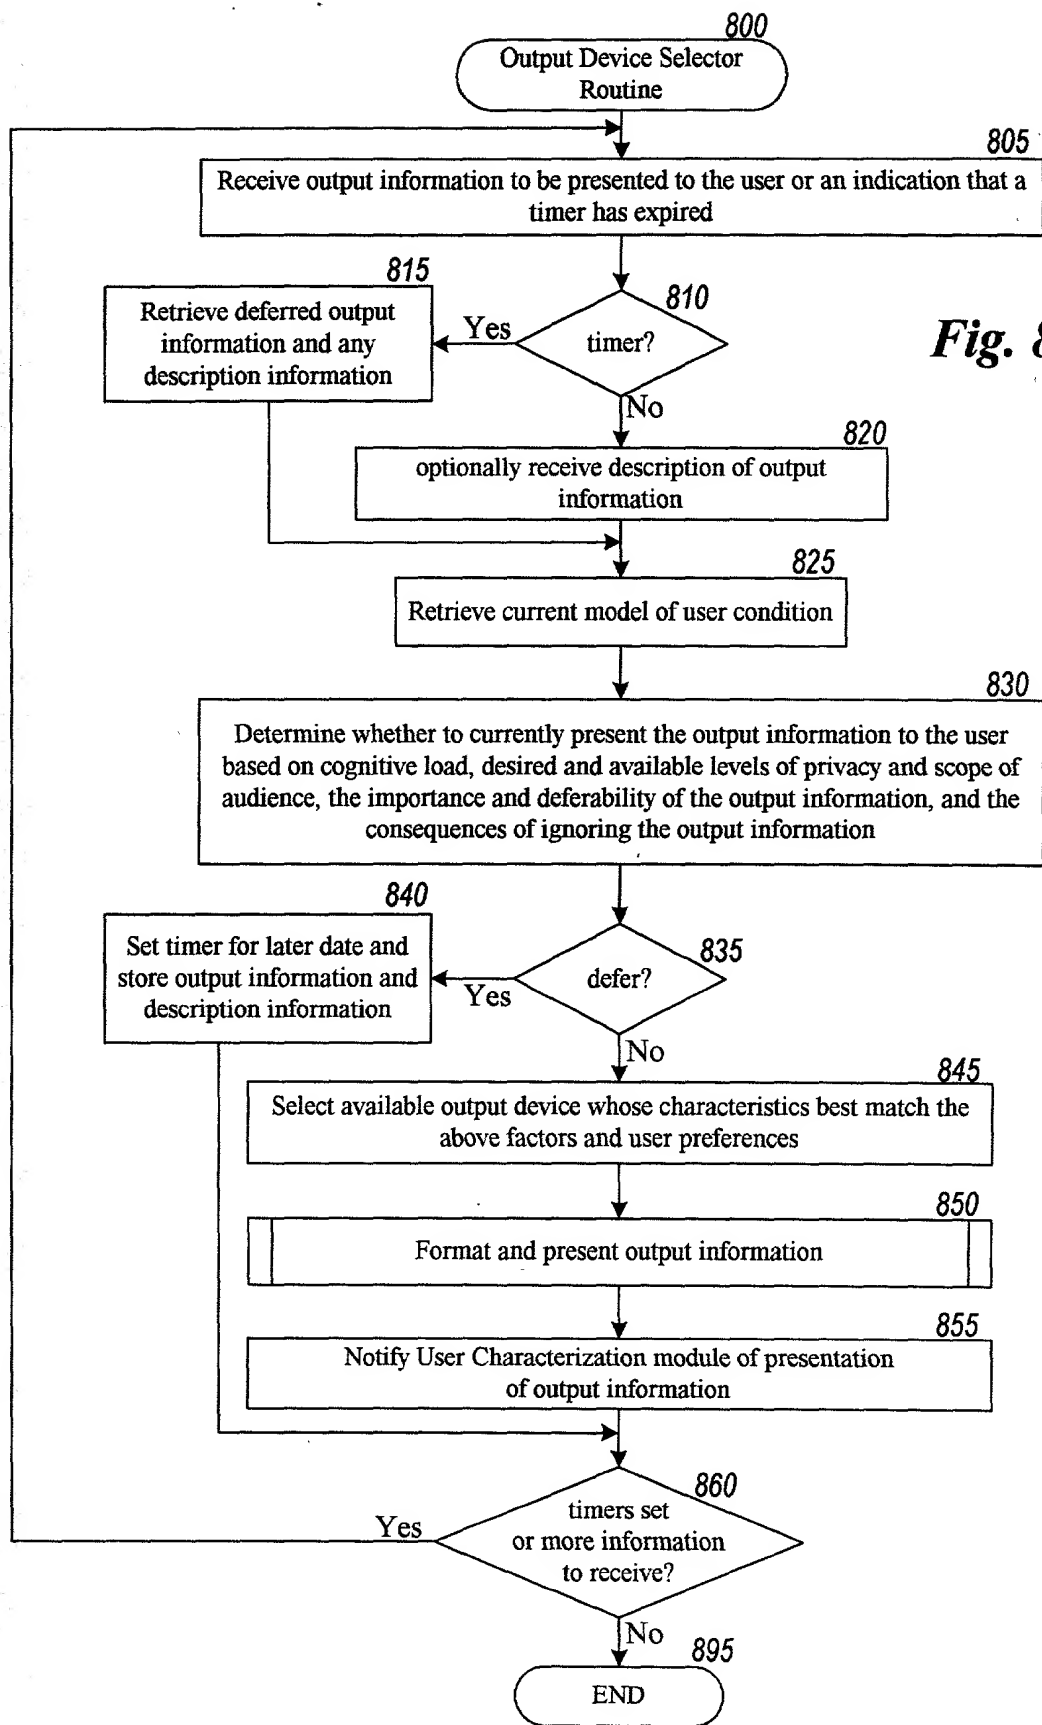 800
Output Device Selector
Routine
805
Receive output information to be presented to the user or an indication that a
timer has expired
815
Retrieve deferred output
information and any
description information
Yes
810
timer?
Fig. 8
No
820
optionally receive description of output
information
825
Retrieve current model of user condition
830
Determine whether to currently present the output information to the user
based on cognitive load, desired and available levels of privacy and scope of
audience, the importance and deferability of the output information, and the
consequences of ignoring the output information
840
Set timer for later date and
store output information and
description information
Yes
835
defer?
No
845
Select available output device whose characteristics best match the
above factors and user preferences
850
Format and present output information
855
Notify User Characterization module of presentation
of output information
860
timers set
or more information
to receive?
Yes
No
895
END